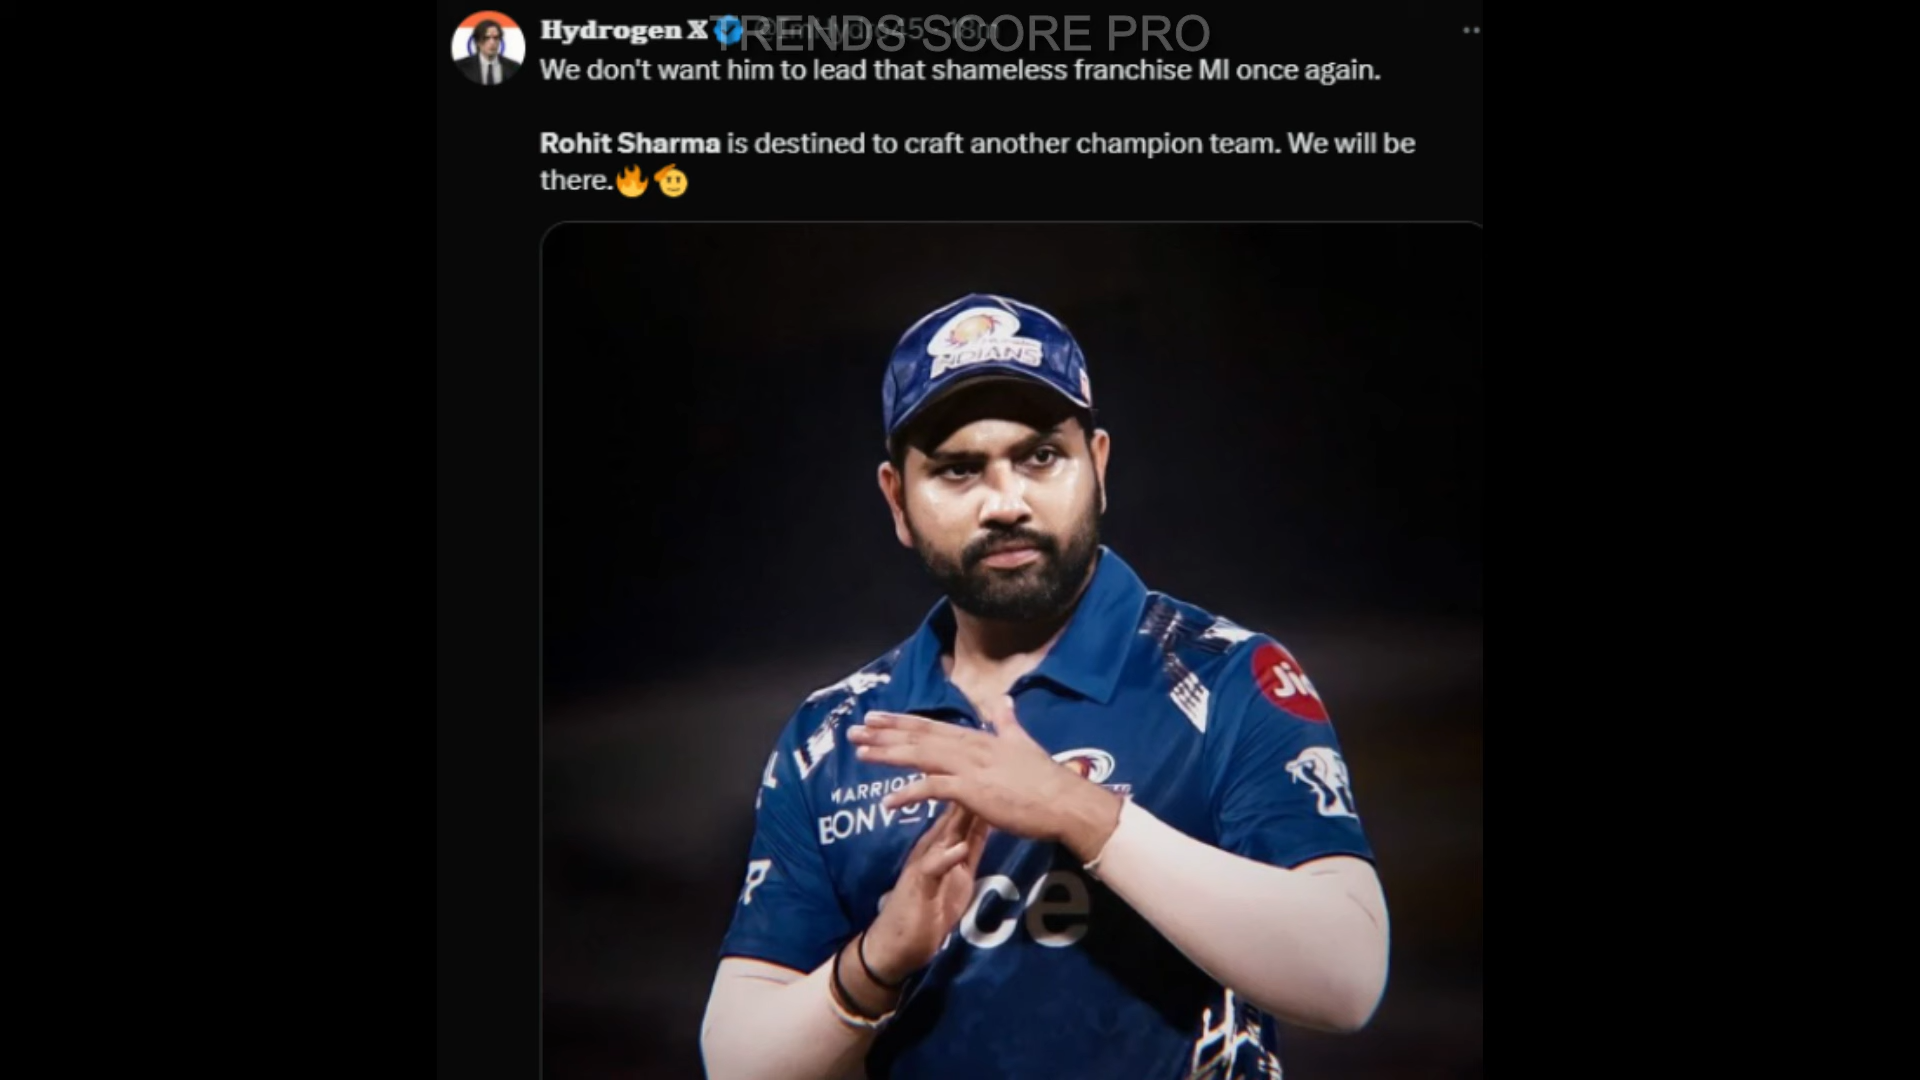 Hydrogen X
TRENDS SCORE PRO
We don't want him to lead that shameless franchise MI once again.
Rohit Sharma is destined to craft another champion team. We will be
there.🔥🫡
INDIANS
MARRIOTT
BONVOY
ce